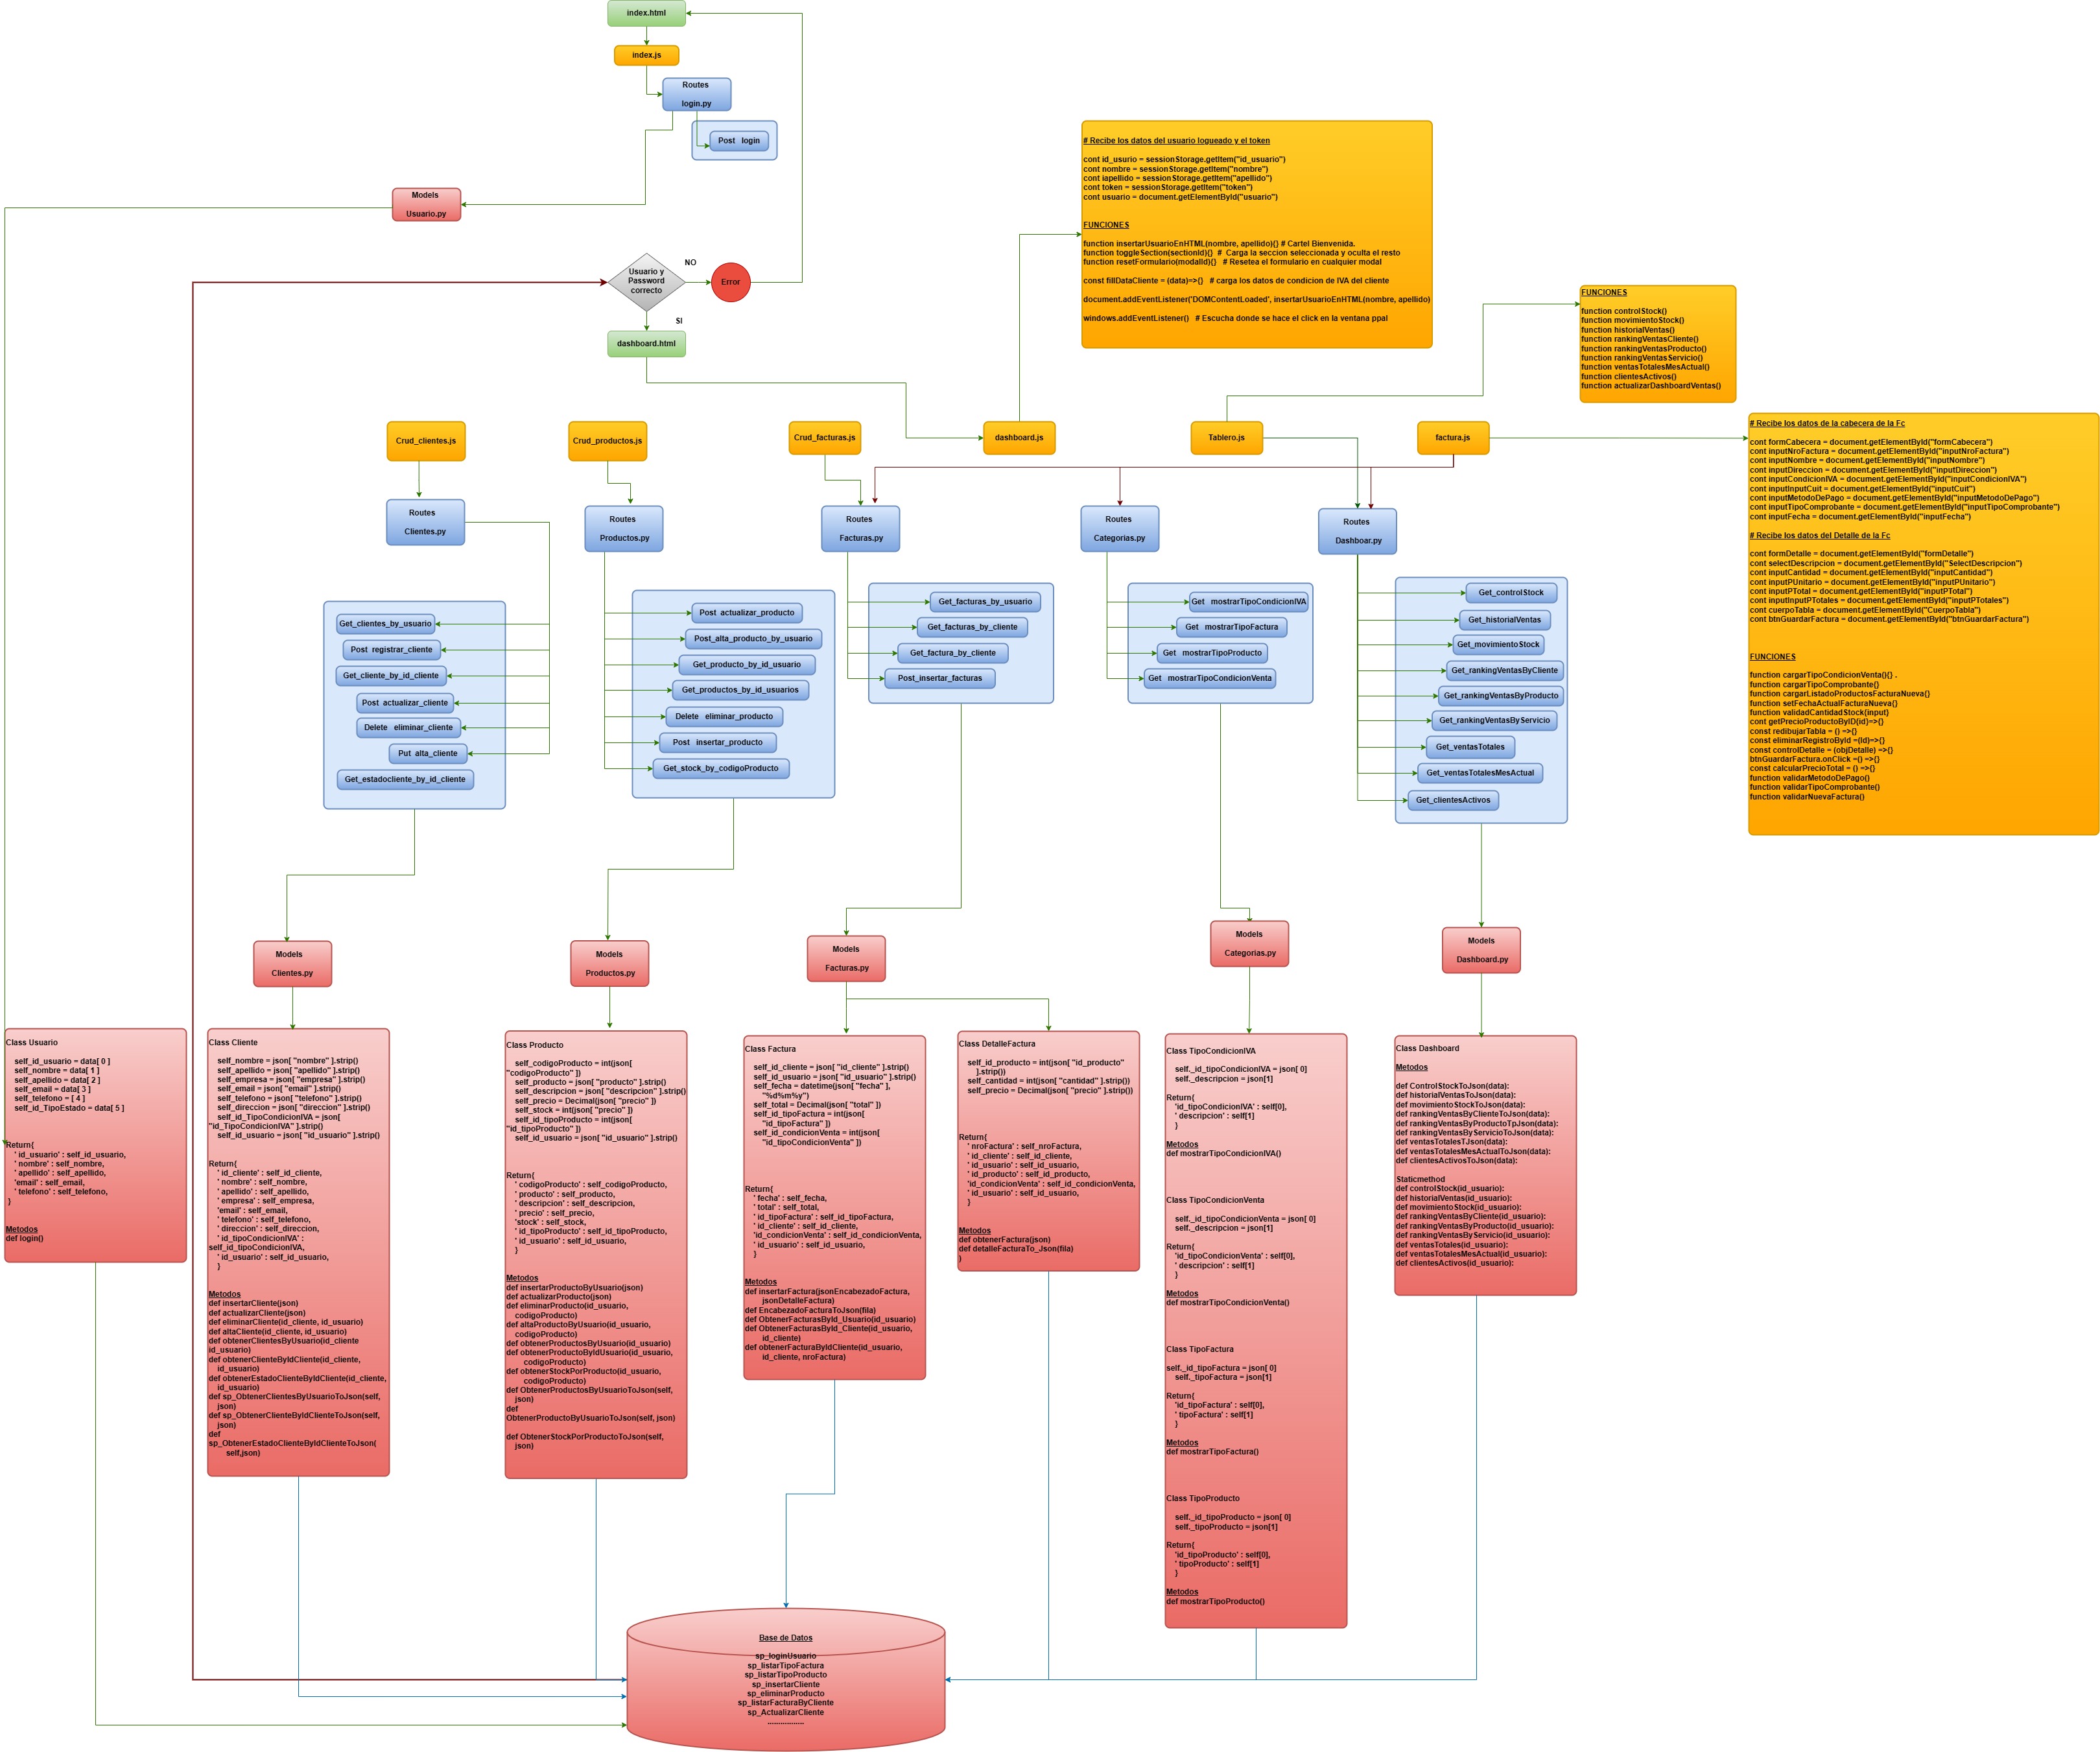 index.html
index.js
Routes
login.py
Post login
Models
Usuario.py
Usuario y
Password
correcto
NO
Error
SI
dashboard.html
# Recibe los datos del usuario logueado y el token
cont id_usurio = sessionStorage.getItem("id_usuario")
cont nombre = sessionStorage.getItem("nombre")
cont iapellido = sessionStorage.getItem("apellido")
cont token = sessionStorage.getItem("token")
cont usuario = document.getElementById("usuario")
FUNCIONES
function insertarUsuarioEnHTML(nombre, apellido){} # Cartel Bienvenida.
function toggleSection(sectionId){} # Carga la seccion seleccionada y oculta el resto
function resetFormulario(modalId){} # Resetea el formulario en cualquier modal
const fillDataCliente = (data)=>{} # carga los datos de condicion de IVA del cliente
document.addEventListener('DOMContentLoaded', insertarUsuarioEnHTML(nombre, apellido)
windows.addEventListener() # Escucha donde se hace el click en la ventana ppal
FUNCIONES
function controlStock()
function movimientoStock()
function historialVentas()
function rankingVentasCliente()
function rankingVentasProducto()
function rankingVentasServicio()
function ventasTotalesMesActual()
function clientesActivos()
function actualizarDashboardVentas()
Crud_clientes.js
Crud_productos.js
Crud_facturas.js
dashboard.js
Tablero.js
factura.js
# Recibe los datos de la cabecera de la Fc
cont formCabecera = document.getElementById("formCabecera")
cont inputNroFactura = document.getElementById("inputNroFactura")
cont inputNombre = document.getElementById("inputNombre")
cont inputDireccion = document.getElementById("inputDireccion")
cont inputCondicionIVA = document.getElementById("inputCondicionIVA")
cont inputInputCuit = document.getElementById("inputCuit")
cont inputMetodoDePago = document.getElementById("inputMetodoDePago")
cont inputTipoComprobante = document.getElementById("inputTipoComprobante")
cont inputFecha = document.getElementById("inputFecha")
# Recibe los datos del Detalle de la Fc
cont formDetalle = document.getElementById("formDetalle")
cont selectDescripcion = document.getElementById("SelectDescripcion")
cont inputCantidad = document.getElementById("inputCantidad")
cont inputPUnitario = document.getElementById("inputPUnitario")
cont inputPTotal = document.getElementById("inputPTotal")
cont inputInputPTotales = document.getElementById("inputPTotales")
cont cuerpoTabla = document.getElementById("CuerpoTabla")
cont btnGuardarFactura = document.getElementById("btnGuardarFactura")
FUNCIONES
function cargarTipoCondicionVenta(){} .
function cargarTipoComprobante{}
function cargarListadoProductosFacturaNueva{}
function setFechaActualFacturaNueva()
function validadCantidadStock(input)
cont getPrecioProductoByID(id)=>{}
const redibujarTabla = () =>{}
const eliminarRegistroById =(Id)=>{}
const controlDetalle = (objDetalle) =>{}
btnGuardarFactura.onClick =() =>{}
const calcularPrecioTotal = () =>{}
function validarMetodoDePago()
function validarTipoComprobante()
function validarNuevaFactura()
Routes
Clientes.py
Routes
Productos.py
Routes
Facturas.py
Routes
Categorias.py
Routes
Dashboar.py
Get_clientes_by_usuario
Post registrar_cliente
Get_cliente_by_id_cliente
Post actualizar_cliente
Delete eliminar_cliente
Put alta_cliente
Get_estadocliente_by_id_cliente
Post actualizar_producto
Post_alta_producto_by_usuario
Get_producto_by_id_usuario
Get_productos_by_id_usuarios
Delete eliminar_producto
Post insertar_producto
Get_stock_by_codigoProducto
Get_facturas_by_usuario
Get_facturas_by_cliente
Get_factura_by_cliente
Post_insertar_facturas
Get mostrarTipoCondicionIVA
Get mostrarTipoFactura
Get mostrarTipoProducto
Get mostrarTipoCondicionVenta
Get_controlStock
Get_historialVentas
Get_movimientoStock
Get_rankingVentasByCliente
Get_rankingVentasByProducto
Get_rankingVentasByServicio
Get_ventasTotales
Get_ventasTotalesMesActual
Get_clientesActivos
Models
Clientes.py
Models
Productos.py
Models
Facturas.py
Models
Categorias.py
Models
Dashboard.py
Class Usuario
self_id_usuario = data[ 0 ]
self_nombre = data[ 1 ]
self_apellido = data[ 2 ]
self_email = data[ 3 ]
self_telefono = [ 4 ]
self_id_TipoEstado = data[ 5 ]
Return{
' id_usuario' : self_id_usuario,
' nombre' : self_nombre,
' apellido' : self_apellido,
'email' : self_email,
' telefono' : self_telefono,
}
Metodos
def login()
Class Cliente
self_nombre = json[ "nombre" ].strip()
self_apellido = json[ "apellido" ].strip()
self_empresa = json[ "empresa" ].strip()
self_email = json[ "email" ].strip()
self_telefono = json[ "telefono" ].strip()
self_direccion = json[ "direccion" ].strip()
self_id_TipoCondicionIVA = json[
"id_TipoCondicionIVA" ].strip()
self_id_usuario = json[ "id_usuario" ].strip()
Return{
' id_cliente' : self_id_cliente,
' nombre' : self_nombre,
' apellido' : self_apellido,
' empresa' : self_empresa,
'email' : self_email,
' telefono' : self_telefono,
' direccion' : self_direccion,
' id_tipoCondicionIVA' :
self_id_tipoCondicionIVA,
' id_usuario' : self_id_usuario,
}
Metodos
def insertarCliente(json)
def actualizarCliente(json)
def eliminarCliente(id_cliente, id_usuario)
def altaCliente(id_cliente, id_usuario)
def obtenerClientesByUsuario(id_cliente
id_usuario)
def obtenerClienteByIdCliente(id_cliente,
id_usuario)
def obtenerEstadoClienteByIdCliente(id_cliente,
id_usuario)
def sp_ObtenerClientesByUsuarioToJson(self,
json)
def sp_ObtenerClienteByIdClienteToJson(self,
json)
def
sp_ObtenerEstadoClienteByIdClienteToJson(
self,json)
Class Producto
self_codigoProducto = int(json[
"codigoProducto" ])
self_producto = json[ "producto" ].strip()
self_descripcion = json[ "descripcion" ].strip()
self_precio = Decimal(json[ "precio" ])
self_stock = int(json[ "precio" ])
self_id_tipoProducto = int(json[
"id_tipoProducto" ])
self_id_usuario = json[ "id_usuario" ].strip()
Return{
' codigoProducto' : self_codigoProducto,
' producto' : self_producto,
' descripcion' : self_descripcion,
' precio' : self_precio,
'stock' : self_stock,
' id_tipoProducto' : self_id_tipoProducto,
' id_usuario' : self_id_usuario,
}
Metodos
def insertarProductoByUsuario(json)
def actualizarProducto(json)
def eliminarProducto(id_usuario,
codigoProducto)
def altaProductoByUsuario(id_usuario,
codigoProducto)
def obtenerProductosByUsuario(id_usuario)
def obtenerProductoByIdUsuario(id_usuario,
codigoProducto)
def obtenerStockPorProducto(id_usuario,
codigoProducto)
def ObtenerProductosByUsuarioToJson(self,
json)
def
ObtenerProductoByUsuarioToJson(self, json)
def ObtenerStockPorProductoToJson(self,
json)
Class Factura
self_id_cliente = json[ "id_cliente" ].strip()
self_id_usuario = json[ "id_usuario" ].strip()
self_fecha = datetime(json[ "fecha" ],
"%d%m%y")
self_total = Decimal(json[ "total" ])
self_id_tipoFactura = int(json[
"id_tipoFactura" ])
self_id_condicionVenta = int(json[
"id_tipoCondicionVenta" ])
Return{
' fecha' : self_fecha,
' total' : self_total,
' id_tipoFactura' : self_id_tipoFactura,
' id_cliente' : self_id_cliente,
'id_condicionVenta' : self_id_condicionVenta,
' id_usuario' : self_id_usuario,
}
Metodos
def insertarFactura(jsonEncabezadoFactura,
jsonDetalleFactura)
def EncabezadoFacturaToJson(fila)
def ObtenerFacturasById_Usuario(id_usuario)
def ObtenerFacturasById_Cliente(id_usuario,
id_cliente)
def obtenerFacturaByIdCliente(id_usuario,
id_cliente, nroFactura)
Class DetalleFactura
self_id_producto = int(json[ "id_producto"
].strip())
self_cantidad = int(json[ "cantidad" ].strip())
self_precio = Decimal(json[ "precio" ].strip())
Return{
' nroFactura' : self_nroFactura,
' id_cliente' : self_id_cliente,
' id_usuario' : self_id_usuario,
' id_producto' : self_id_producto,
'id_condicionVenta' : self_id_condicionVenta,
' id_usuario' : self_id_usuario,
}
Metodos
def obtenerFactura(json)
def detalleFacturaTo_Json(fila)
)
Class TipoCondicionIVA
self._id_tipoCondicionIVA = json[ 0]
self._descripcion = json[1]
Return{
'id_tipoCondicionIVA' : self[0],
' descripcion' : self[1]
}
Metodos
def mostrarTipoCondicionIVA()
Class TipoCondicionVenta
self._id_tipoCondicionVenta = json[ 0]
self._descripcion = json[1]
Return{
'id_tipoCondicionVenta' : self[0],
' descripcion' : self[1]
}
Metodos
def mostrarTipoCondicionVenta()
Class TipoFactura
self._id_tipoFactura = json[ 0]
self._tipoFactura = json[1]
Return{
'id_tipoFactura' : self[0],
' tipoFactura' : self[1]
}
Metodos
def mostrarTipoFactura()
Class TipoProducto
self._id_tipoProducto = json[ 0]
self._tipoProducto = json[1]
Return{
'id_tipoProducto' : self[0],
' tipoProducto' : self[1]
}
Metodos
def mostrarTipoProducto()
Class Dashboard
Metodos
def ControlStockToJson(data):
def historialVentasToJson(data):
def movimientoStockToJson(data):
def rankingVentasByClienteToJson(data):
def rankingVentasByProductoTpJson(data):
def rankingVentasByServicioToJson(data):
def ventasTotalesTJson(data):
def ventasTotalesMesActualToJson(data):
def clientesActivosToJson(data):
Staticmethod
def controlStock(id_usuario):
def historialVentas(id_usuario):
def movimientoStock(id_usuario):
def rankingVentasByCliente(id_usuario):
def rankingVentasByProducto(id_usuario):
def rankingVentasByServicio(id_usuario):
def ventasTotales(id_usuario):
def ventasTotalesMesActual(id_usuario):
def clientesActivos(id_usuario):
Base de Datos
sp_loginUsuario
sp_listarTipoFactura
sp_listarTipoProducto
sp_insertarCliente
sp_eliminarProducto
sp_listarFacturaByCliente
sp_ActualizarCliente
.................